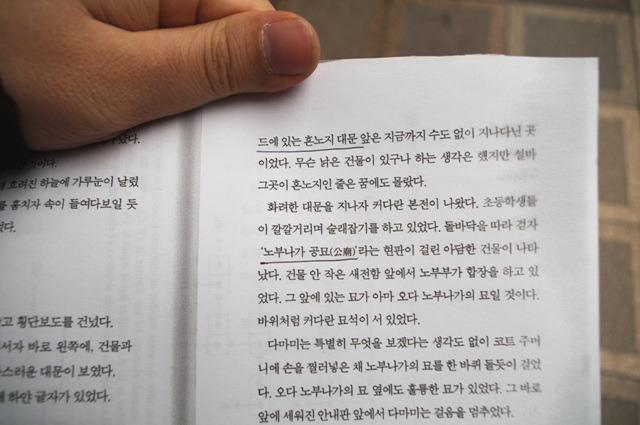 았다.
이다.
흐려진 하늘에 가루눈이 날렸
를 훔치자 속이 들여다보일 듯
었다.
고 횡단보도를 건넜다.
서자 바로 왼쪽에, 건물과
스러운 대문이 보였다.
에 하얀 글자가 있었다.
드에 있는 혼노지 대문 앞은 지금까지 수도 없이 지나다닌 곳
이었다. 무슨 낡은 건물이 있구나 하는 생각은 했지만 설마
그곳이 혼노지인 줄은 꿈에도 몰랐다.
화려한 대문을 지나자 커다란 본전이 나왔다. 초등학생들
이 깔깔거리며 술래잡기를 하고 있었다. 돌바닥을 따라 걷자
‘노부나가 공묘(公廟)’라는 현판이 걸린 아담한 건물이 나타
났다. 건물 안 작은 새전함 앞에서 노부부가 합장을 하고 있
었다. 그 앞에 있는 묘가 아마 오다 노부나가의 묘일 것이다.
바위처럼 커다란 묘석이 서 있었다.
다마미는 특별히 무엇을 보겠다는 생각도 없이 코트 주머
니에 손을 찔러넣은 채 노부나가의 묘를 한 바퀴 돌듯이 걸었
다. 오다 노부나가의 묘 옆에도 훌륭한 묘가 있었다. 그 바로
앞에 세워진 안내판 앞에서 다마미는 걸음을 멈추었다.